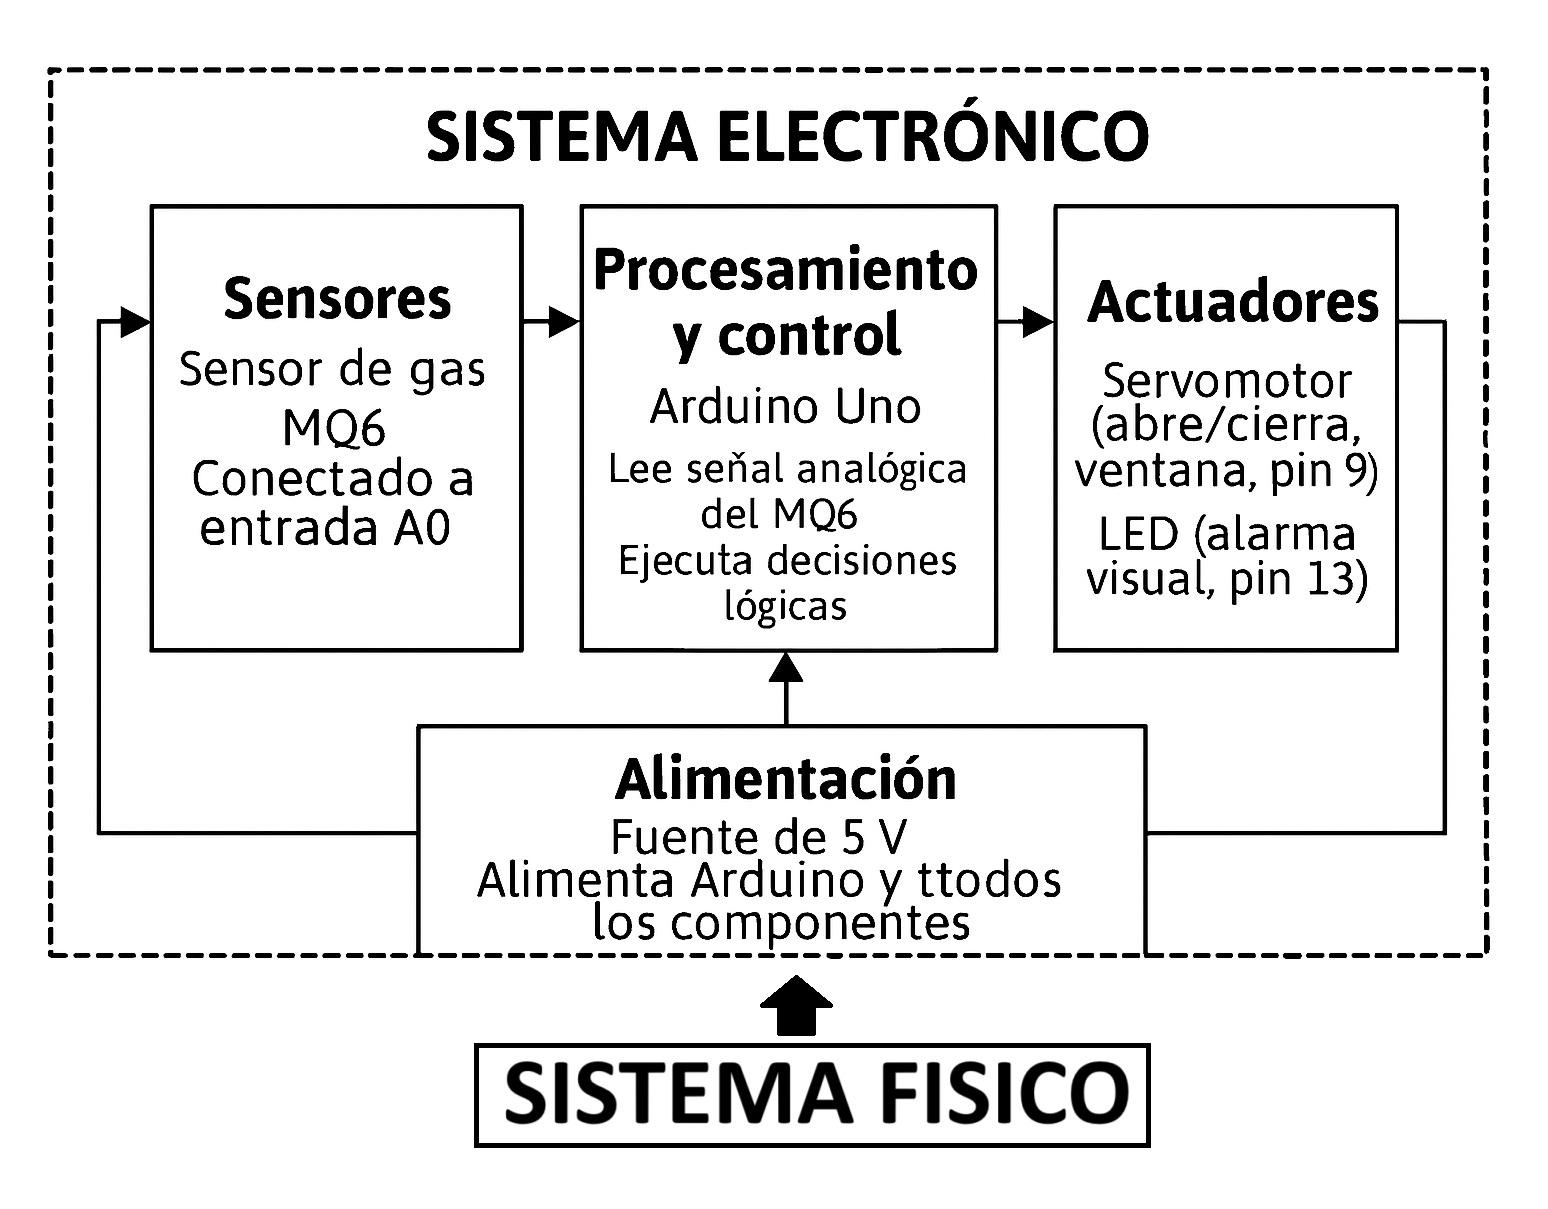 SISTEMA ELECTRÓNICO
Sensores
Sensor de gas
MQ6
Conectado a
entrada A0
Procesamiento
y control
Arduino Uno
Lee seňal analógica
del MQ6
Ejecuta decisiones
lógicas
Actuadores
Servomotor
(abre/cierra,
ventana, pin 9)
LED (alarma
visual, pin 13)
Alimentación
Fuente de 5 V
Alimenta Arduino y ttodos
los componentes
SISTEMA FISICO